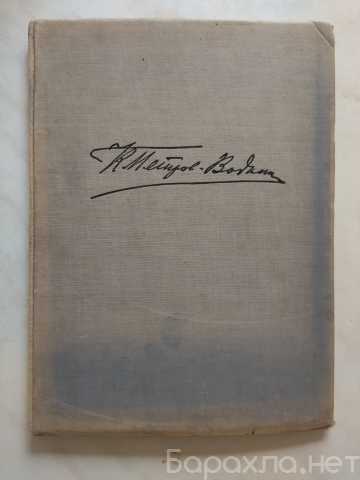 К Петров-Водкин
Барахла.нет